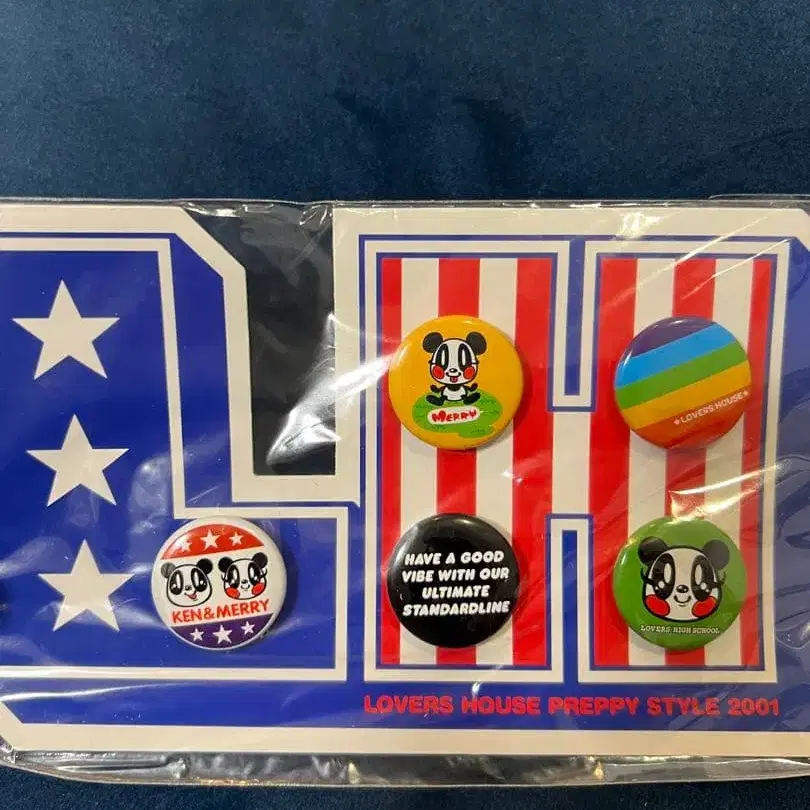 LH
MERRY
★LOVERS HOUSE★
KEN&MERRY
HAVE A GOOD
VIBE WITH OUR
ULTIMATE
STANDARDLINE
LOVERS HIGH SCHOOL
LOVERS HOUSE PREPPY STYLE 2001